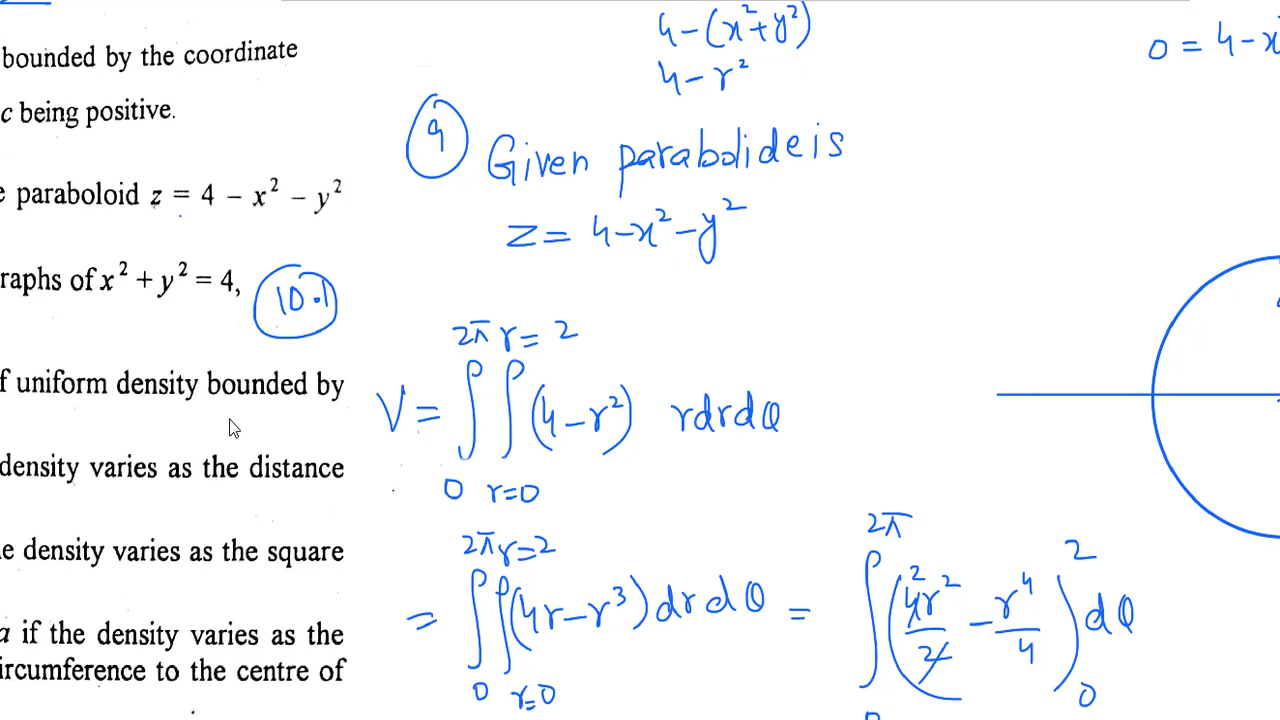 bounded by the coordinate
c being positive.
paraboloid z = 4 − x² − y²
raphs of x² + y² = 4,
10.1
f uniform density bounded by
density varies as the distance
e density varies as the square
a if the density varies as the
ircumference to the centre of
4-(x²+y²)
4-r²
0 = 4-x
9
Given parabolide is
z = 4-x²-y²
V = ∫₀^{2π} ∫_{r=0}^{r=2} (4-r²) rdrdθ
= ∫₀^{2π} ∫_{r=0}^{r=2} (4r-r³) dr dθ = ∫₀^{2π} (4r²/2 - r⁴/4)₀² dθ